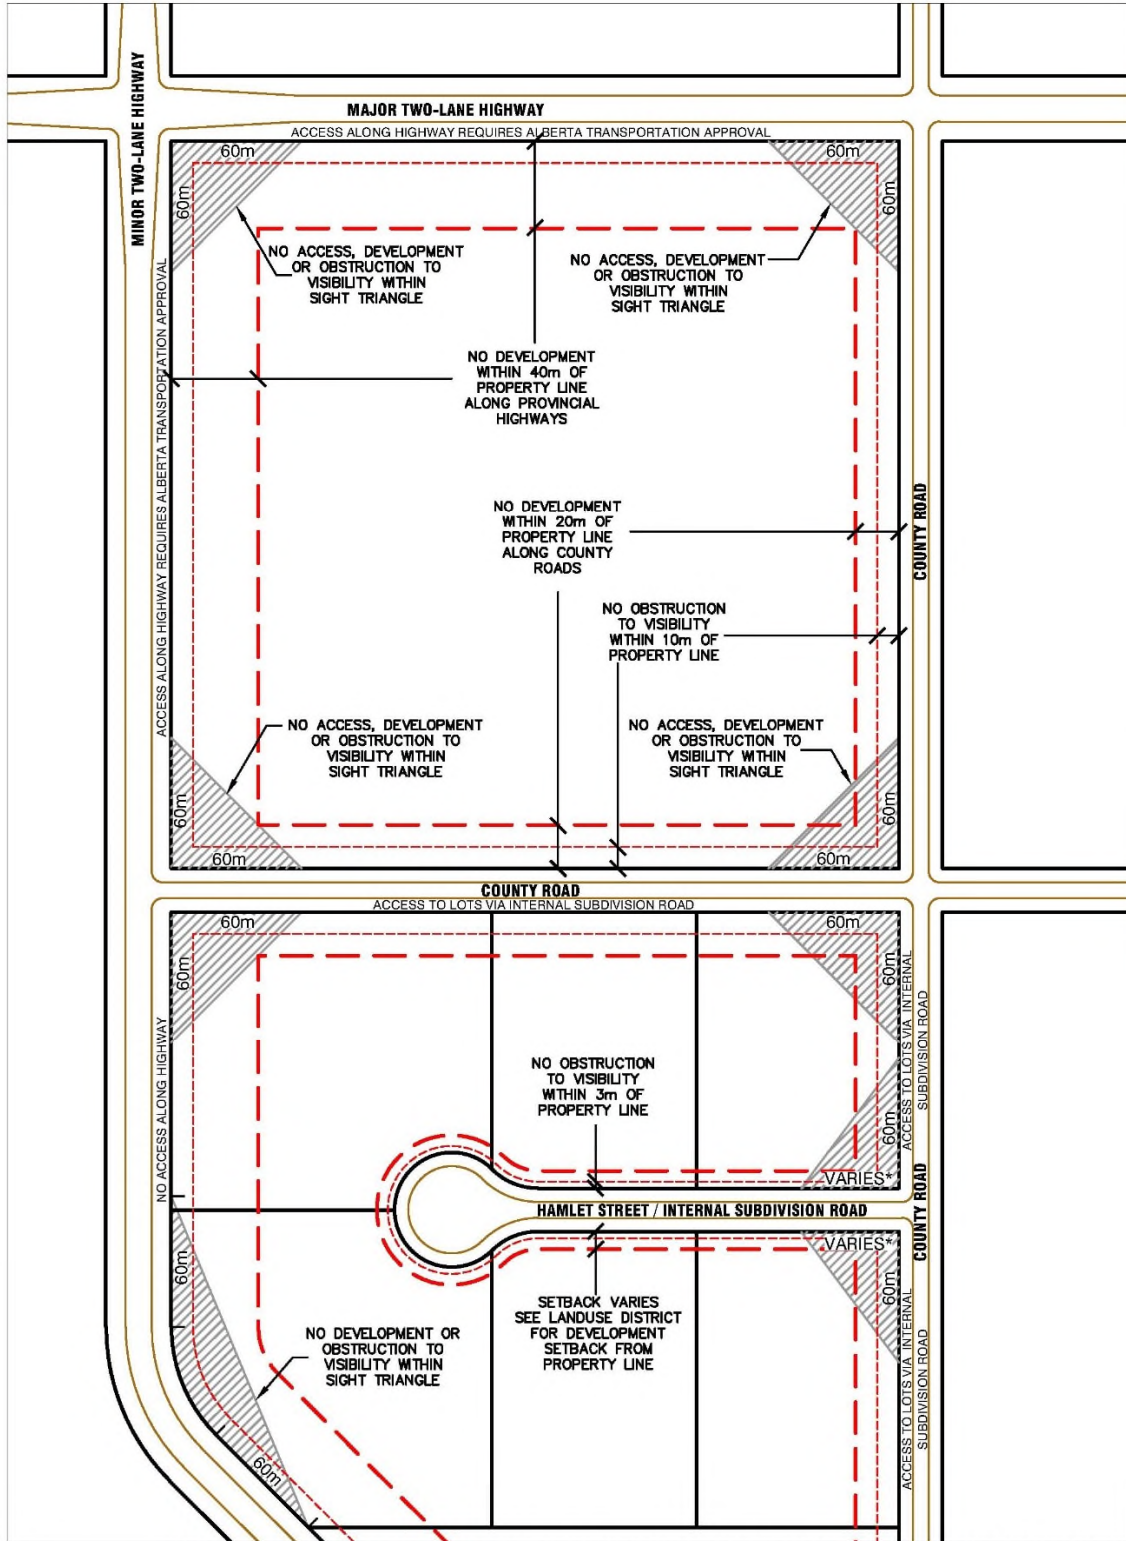 MINOR TWO-LANE HIGHWAY
MAJOR TWO-LANE HIGHWAY
ACCESS ALONG HIGHWAY REQUIRES ALBERTA TRANSPORTATION APPROVAL
60m
60m
60m
60m
NO ACCESS, DEVELOPMENT
OR OBSTRUCTION TO
VISIBILITY WITHIN
SIGHT TRIANGLE
NO ACCESS, DEVELOPMENT
OR OBSTRUCTION TO
VISIBILITY WITHIN
SIGHT TRIANGLE
ACCESS ALONG HIGHWAY REQUIRES ALBERTA TRANSPORTATION APPROVAL
NO DEVELOPMENT
WITHIN 40m OF
PROPERTY LINE
ALONG PROVINCIAL
HIGHWAYS
NO DEVELOPMENT
WITHIN 20m OF
PROPERTY LINE
ALONG COUNTY
ROADS
COUNTY ROAD
NO OBSTRUCTION
TO VISIBILITY
WITHIN 10m OF
PROPERTY LINE
NO ACCESS, DEVELOPMENT
OR OBSTRUCTION TO
VISIBILITY WITHIN
SIGHT TRIANGLE
NO ACCESS, DEVELOPMENT
OR OBSTRUCTION TO
VISIBILITY WITHIN
SIGHT TRIANGLE
60m
60m
60m
60m
COUNTY ROAD
ACCESS TO LOTS VIA INTERNAL SUBDIVISION ROAD
60m
60m
60m
60m
ACCESS TO LOTS VIA INTERNAL
SUBDIVISION ROAD
NO ACCESS ALONG HIGHWAY
NO OBSTRUCTION
TO VISIBILITY
WITHIN 3m OF
PROPERTY LINE
60m
VARIES*
HAMLET STREET / INTERNAL SUBDIVISION ROAD
COUNTY ROAD
VARIES*
60m
60m
SETBACK VARIES
SEE LANDUSE DISTRICT
FOR DEVELOPMENT
SETBACK FROM
PROPERTY LINE
NO DEVELOPMENT OR
OBSTRUCTION TO
VISIBILITY WITHIN
SIGHT TRIANGLE
ACCESS TO LOTS VIA INTERNAL
SUBDIVISION ROAD
60m